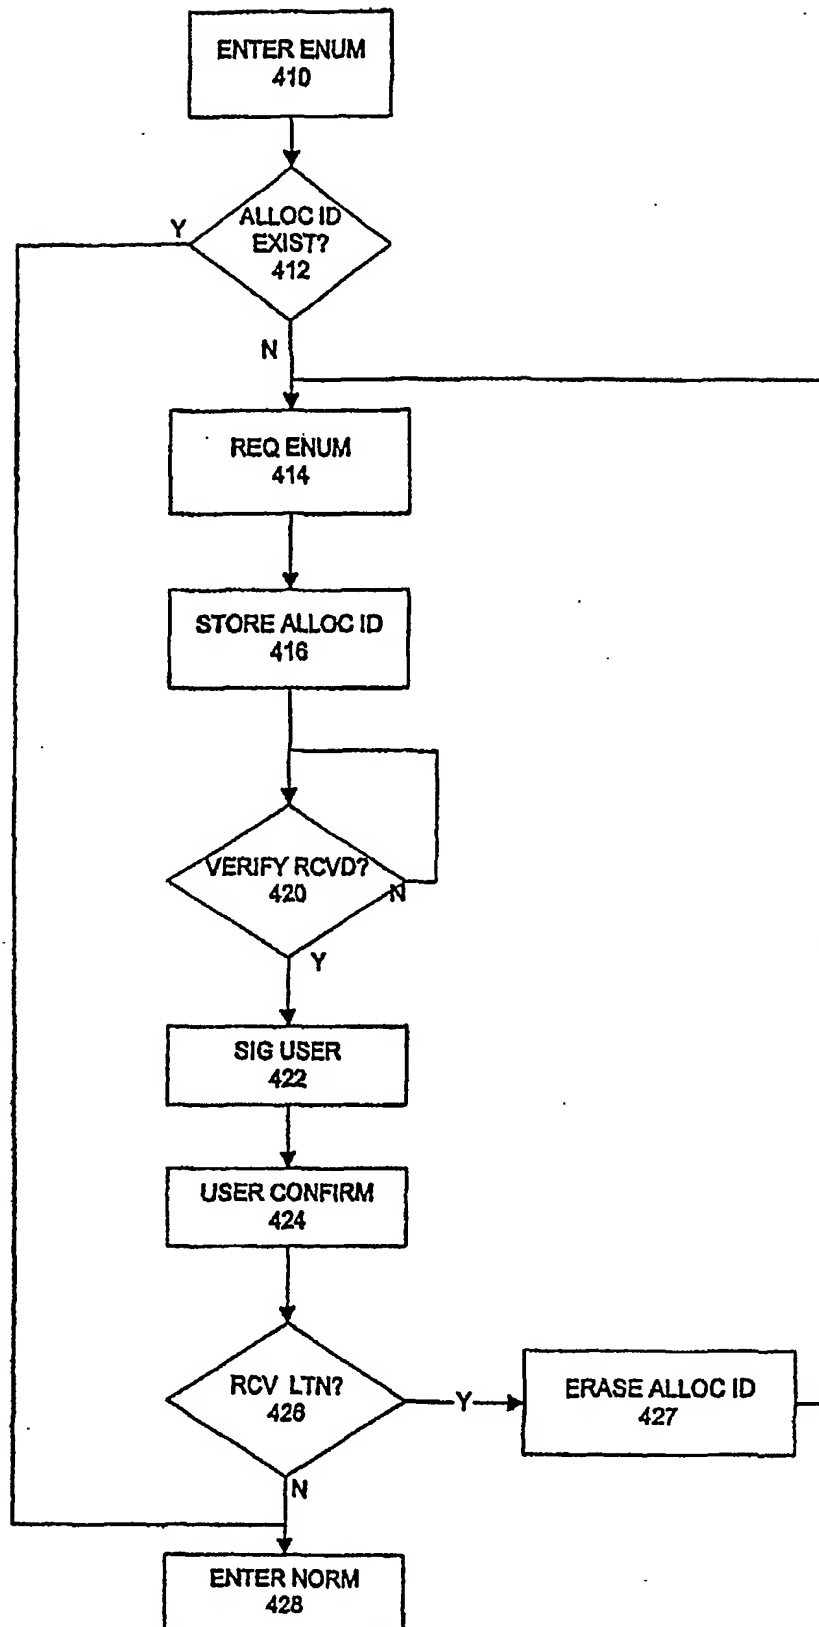 ENTER ENUM
410
ALLOC ID
EXIST?
412
Y
N
REQ ENUM
414
STORE ALLOC ID
416
VERIFY RCVD?
420
N
Y
SIG USER
422
USER CONFIRM
424
RCV LTN?
426
Y
ERASE ALLOC ID
427
N
ENTER NORM
428